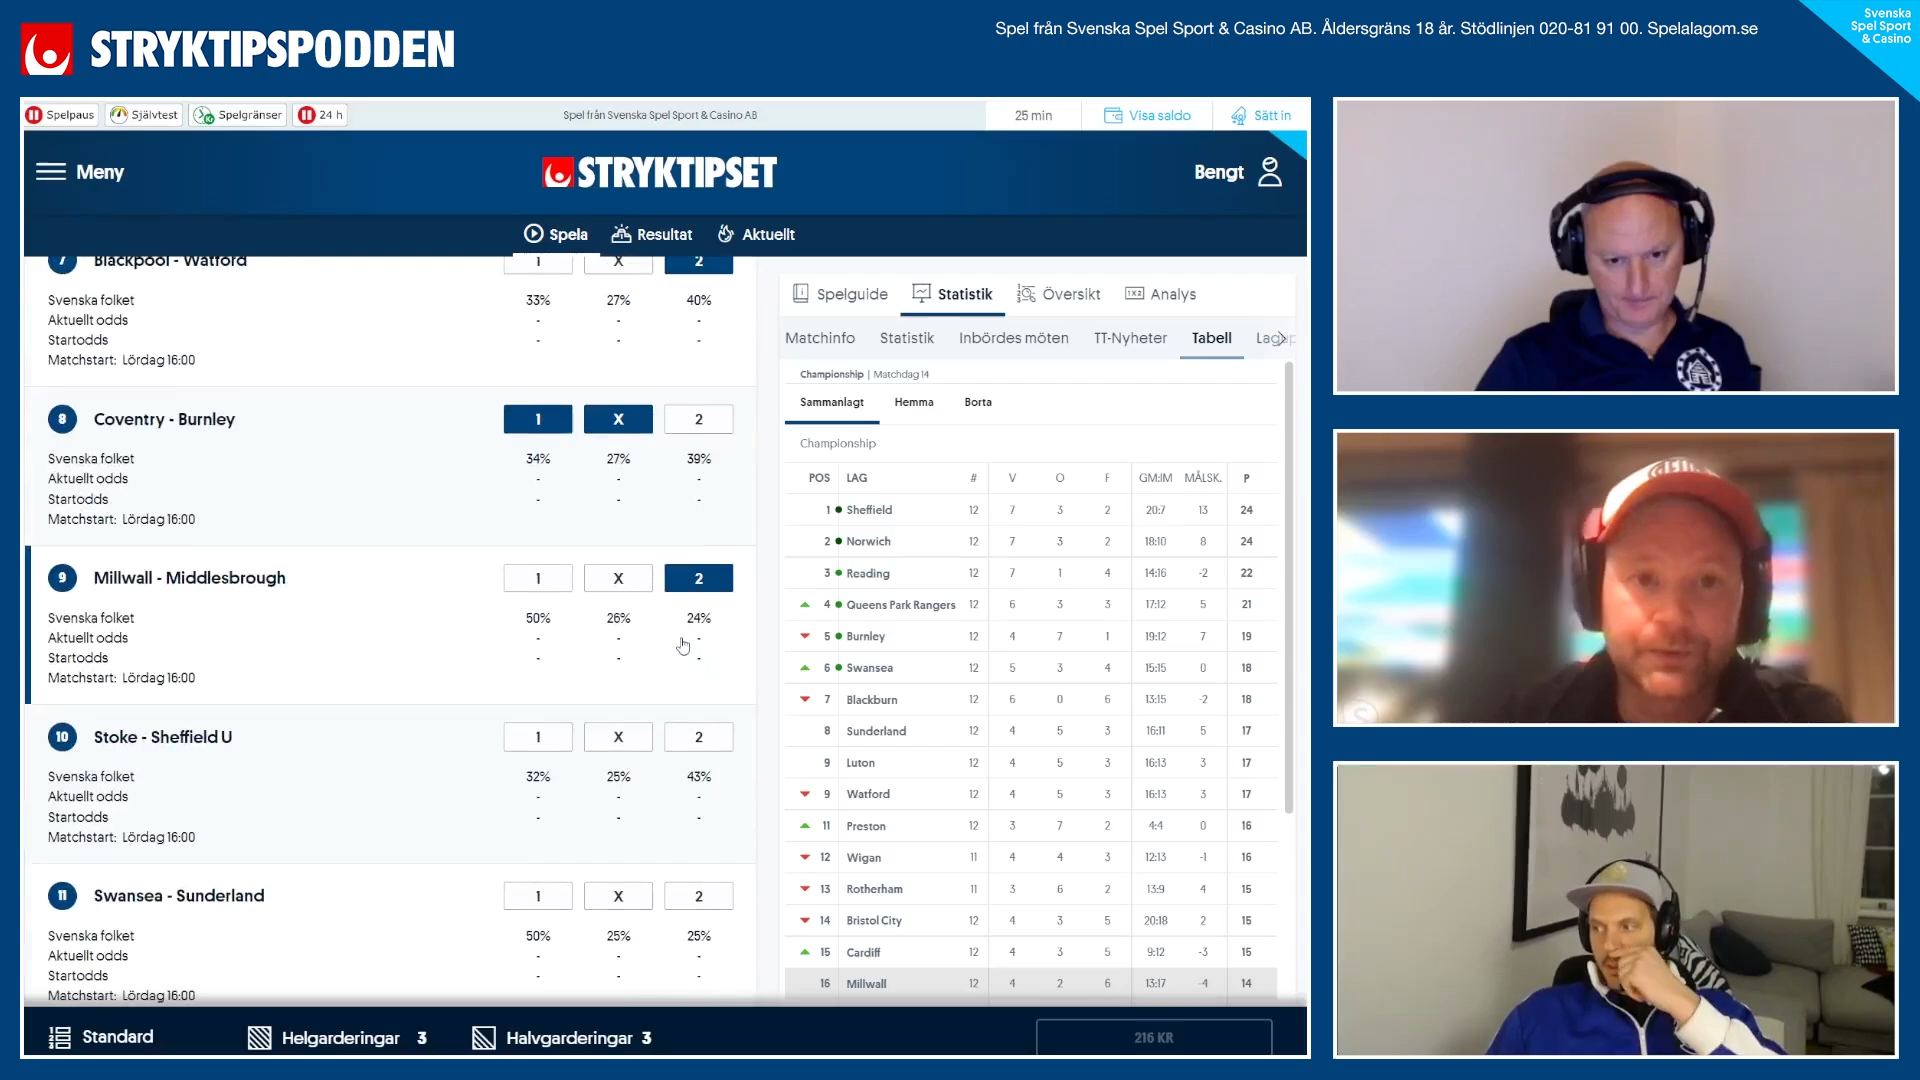 STRYKTIPSPODDEN
Spel från Svenska Spel Sport & Casino AB. Åldersgräns 18 år. Stödlinjen 020-81 91 00. Spelalagom.se
Svenska
Spel Sport
& Casino
Spelpaus Självtest Spelgränser 24 h Spel från Svenska Spel Sport & Casino AB 25 min Visa saldo Sätt in
Meny STRYKTIPSET Bengt
Spela Resultat Aktuellt
7 Blackpool - Watford 1 X 2
Svenska folket 33% 27% 40%
Aktuellt odds - - -
Startodds - - -
Matchstart: Lördag 16:00
8 Coventry - Burnley 1 X 2
Svenska folket 34% 27% 39%
Aktuellt odds - - -
Startodds - - -
Matchstart: Lördag 16:00
9 Millwall - Middlesbrough 1 X 2
Svenska folket 50% 26% 24%
Aktuellt odds - - -
Startodds - - -
Matchstart: Lördag 16:00
10 Stoke - Sheffield U 1 X 2
Svenska folket 32% 25% 43%
Aktuellt odds - - -
Startodds - - -
Matchstart: Lördag 16:00
11 Swansea - Sunderland 1 X 2
Svenska folket 50% 25% 25%
Aktuellt odds - - -
Startodds - - -
Matchstart: Lördag 16:00
Spelguide Statistik Översikt 1X2 Analys
Matchinfo Statistik Inbördes möten TT-Nyheter Tabell
Championship | Matchdag 14
Sammanlagt Hemma Borta
Championship
POS LAG # V O F GM:IM MÅLSK. P
1 Sheffield 12 7 3 2 20:7 13 24
2 Norwich 12 7 3 2 18:10 8 24
3 Reading 12 7 1 4 14:16 -2 22
4 Queens Park Rangers 12 6 3 3 17:12 5 21
5 Burnley 12 4 7 1 19:12 7 19
6 Swansea 12 5 3 4 15:15 0 18
7 Blackburn 12 6 0 6 13:15 -2 18
8 Sunderland 12 4 5 3 16:11 5 17
9 Luton 12 4 5 3 16:13 3 17
9 Watford 12 4 5 3 16:13 3 17
11 Preston 12 3 7 2 4:4 0 16
12 Wigan 11 4 4 3 12:13 -1 16
13 Rotherham 11 3 6 2 13:9 4 15
14 Bristol City 12 4 3 5 20:18 2 15
15 Cardiff 12 4 3 5 9:12 -3 15
16 Millwall 12 4 2 6 13:17 -4 14
Standard Helgarderingar 3 Halvgarderingar 3 216 KR